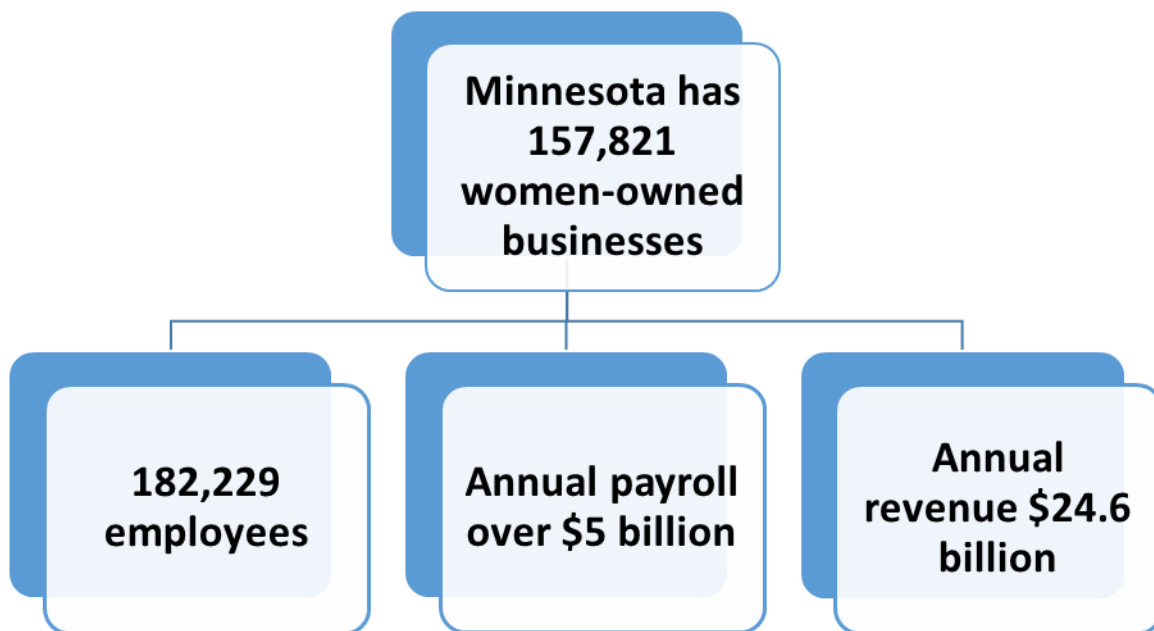 Minnesota has
157,821
women-owned
businesses
182,229
employees
Annual payroll
over $5 billion
Annual
revenue $24.6
billion